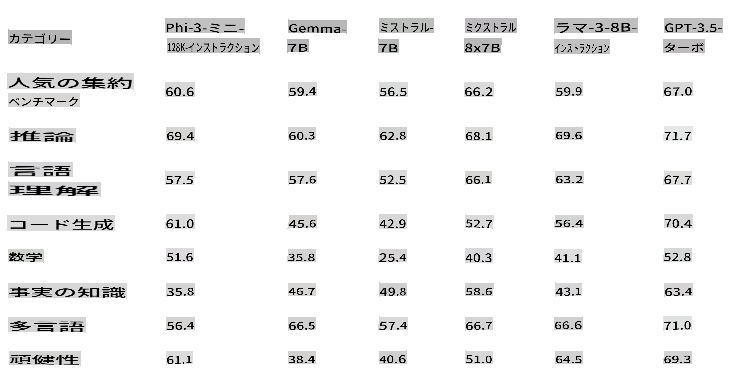 カテゴリー Phi-3-ミニ- Gemma- ミストラル- ミクストラル ラマ-3-8B- GPT-3.5-
128K-インストラクション 7B 7B 8x7B インストラクション ターボ
人気の集約
ベンチマーク 60.6 59.4 56.5 66.2 59.9 67.0
推論 69.4 60.3 62.8 68.1 69.6 71.7
言語
理解 57.5 57.6 52.5 66.1 63.2 67.7
コード生成 61.0 45.6 42.9 52.7 56.4 70.4
数学 51.6 35.8 25.4 40.3 41.1 52.8
事実の知識 35.8 46.7 49.8 58.6 43.1 63.4
多言語 56.4 66.5 57.4 66.7 66.6 71.0
頑健性 61.1 38.4 40.6 51.0 64.5 69.3